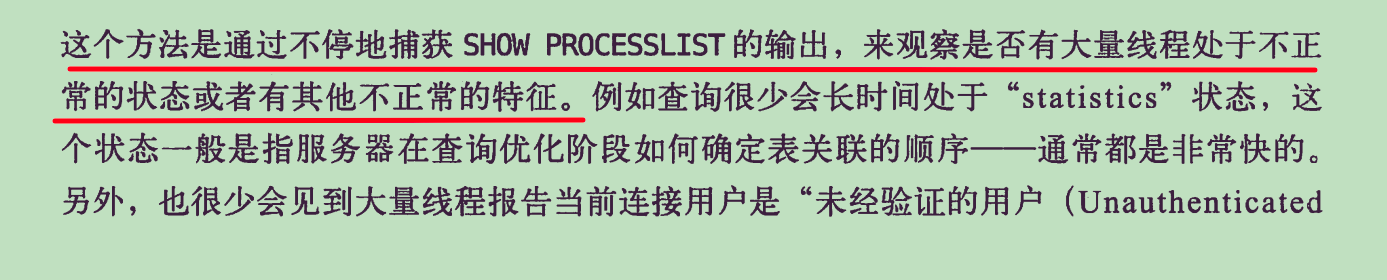 这个方法是通过不停地捕获 SHOW PROCESSLIST 的输出，来观察是否有大量线程处于不正
常的状态或者有其他不正常的特征。例如查询很少会长时间处于“statistics”状态，这
个状态一般是指服务器在查询优化阶段如何确定表关联的顺序——通常都是非常快的。
另外，也很少会见到大量线程报告当前连接用户是“未经验证的用户（Unauthenticated